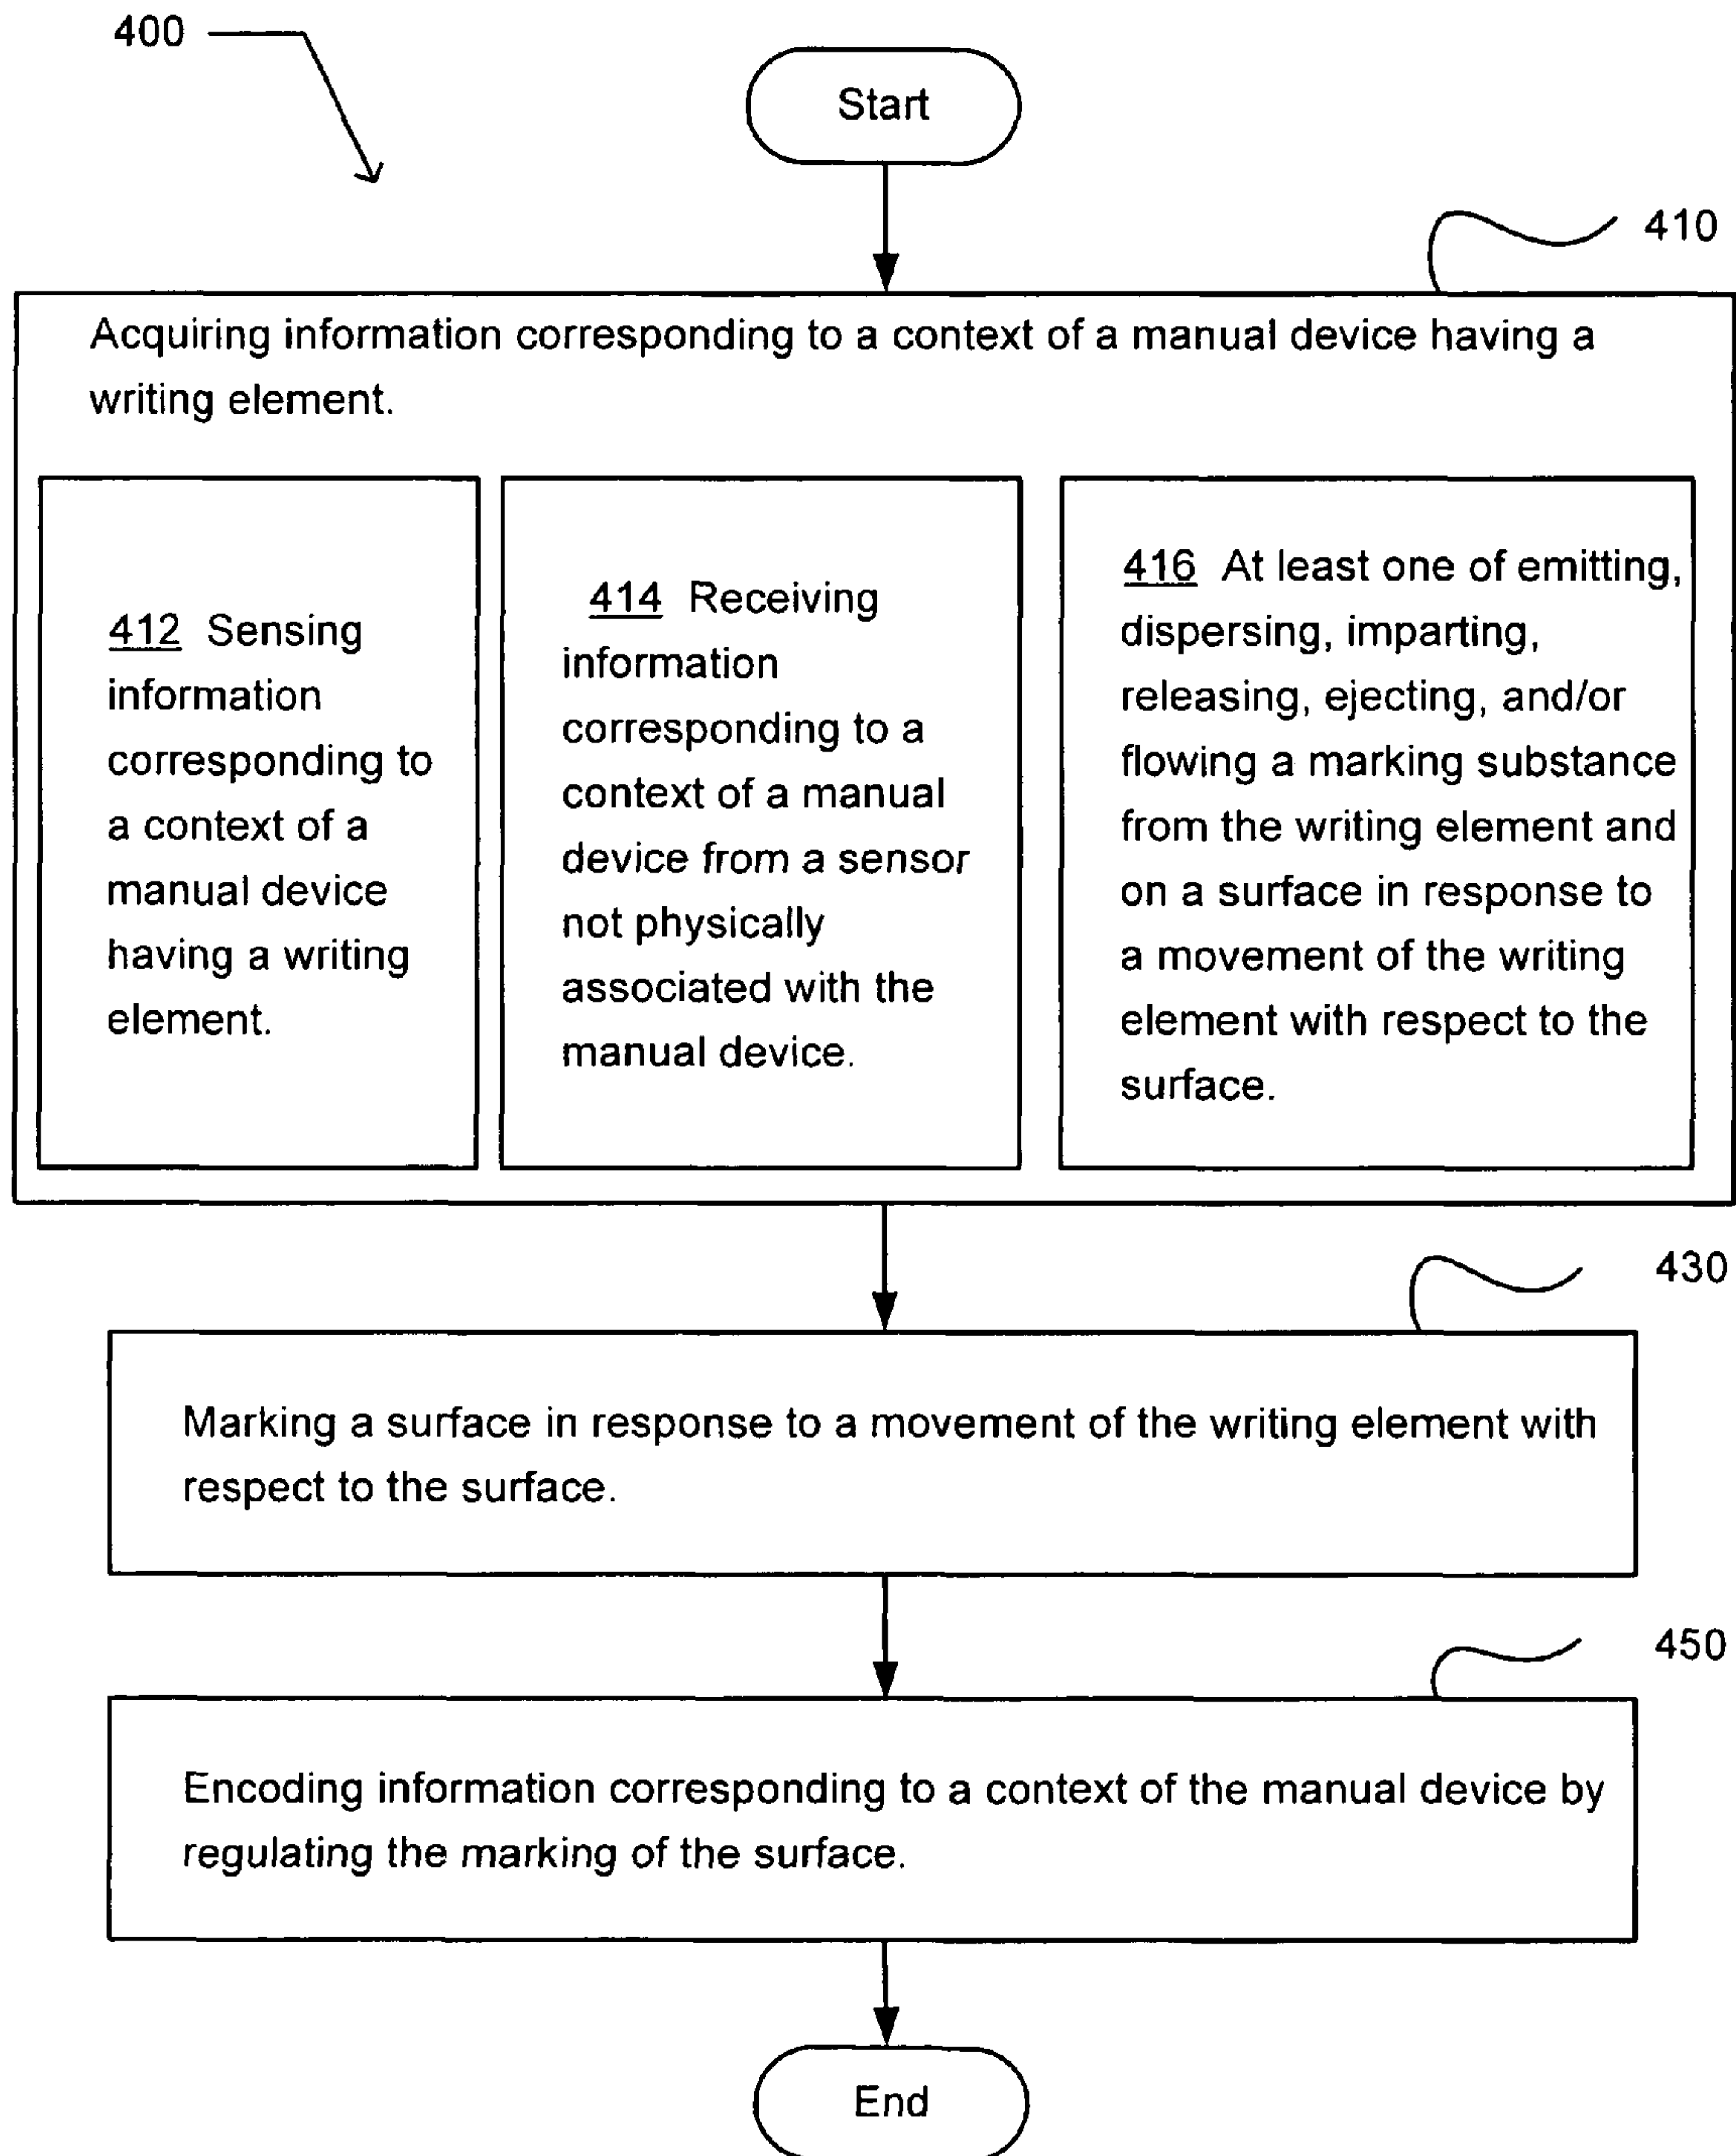 400
Start
410
Acquiring information corresponding to a context of a manual device having a
writing element.
412 Sensing
information
corresponding to
a context of a
manual device
having a writing
element.
414 Receiving
information
corresponding to a
context of a manual
device from a sensor
not physically
associated with the
manual device.
416 At least one of emitting,
dispersing, imparting,
releasing, ejecting, and/or
flowing a marking substance
from the writing element and
on a surface in response to
a movement of the writing
element with respect to the
surface.
430
Marking a surface in response to a movement of the writing element with
respect to the surface.
450
Encoding information corresponding to a context of the manual device by
regulating the marking of the surface.
End